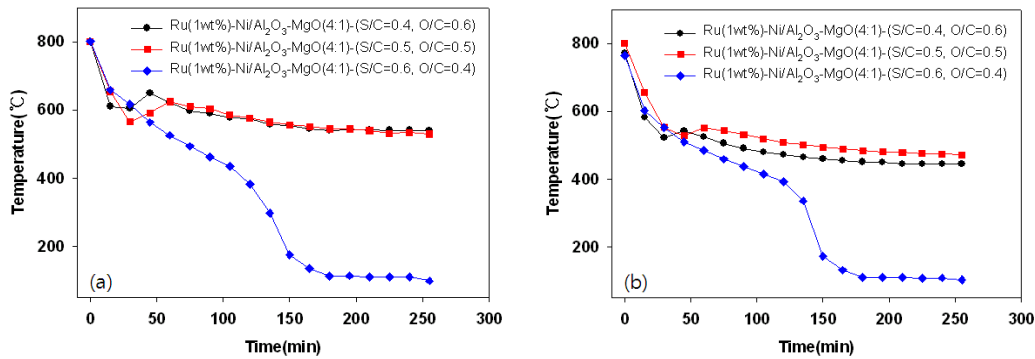 Ru(1wt%)-Ni/Al₂O₃-MgO(4:1)-(S/C=0.4, O/C=0.6)
Ru(1wt%)-Ni/Al₂O₃-MgO(4:1)-(S/C=0.5, O/C=0.5)
Ru(1wt%)-Ni/Al₂O₃-MgO(4:1)-(S/C=0.6, O/C=0.4)
Temperature(℃)
800
600
400
200
(a)
0 50 100 150 200 250 300
Time(min)
Ru(1wt%)-Ni/Al₂O₃-MgO(4:1)-(S/C=0.4, O/C=0.6)
Ru(1wt%)-Ni/Al₂O₃-MgO(4:1)-(S/C=0.5, O/C=0.5)
Ru(1wt%)-Ni/Al₂O₃-MgO(4:1)-(S/C=0.6, O/C=0.4)
Temperature(℃)
800
600
400
200
(b)
0 50 100 150 200 250 300
Time(min)